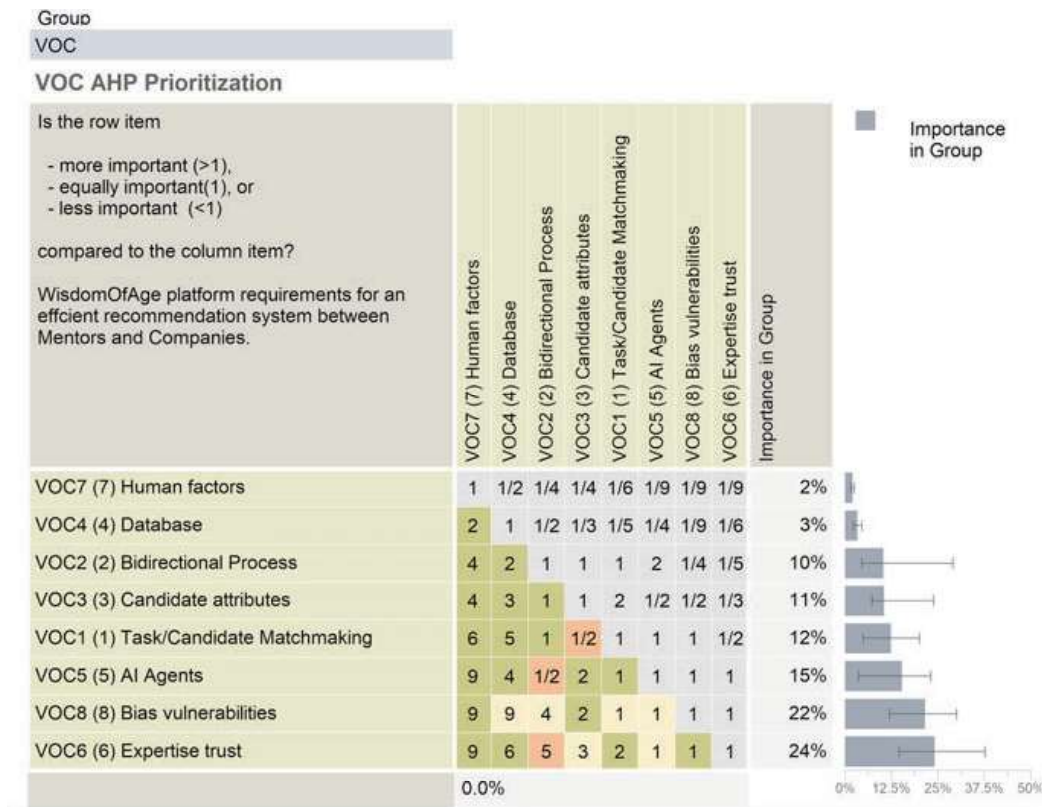 Group
VOC
VOC AHP Prioritization
Is the row item
- more important (>1),
- equally important(1), or
- less important (<1)
compared to the column item?
WisdomOfAge platform requirements for an
effcient recommendation system between
Mentors and Companies.
VOC7 (7) Human factors
VOC4 (4) Database
VOC2 (2) Bidirectional Process
VOC3 (3) Candidate attributes
VOC1 (1) Task/Candidate Matchmaking
VOC5 (5) AI Agents
VOC8 (8) Bias vulnerabilities
VOC6 (6) Expertise trust
Importance in Group
Importance
in Group
VOC7 (7) Human factors 1 1/2 1/4 1/4 1/6 1/9 1/9 1/9 2%
VOC4 (4) Database 2 1 1/2 1/3 1/5 1/4 1/9 1/6 3%
VOC2 (2) Bidirectional Process 4 2 1 1 1 2 1/4 1/5 10%
VOC3 (3) Candidate attributes 4 3 1 1 2 1/2 1/2 1/3 11%
VOC1 (1) Task/Candidate Matchmaking 6 5 1 1/2 1 1 1 1/2 12%
VOC5 (5) AI Agents 9 4 1/2 2 1 1 1 1 15%
VOC8 (8) Bias vulnerabilities 9 9 4 2 1 1 1 1 22%
VOC6 (6) Expertise trust 9 6 5 3 2 1 1 1 24%
0.0%
0% 12.5% 25% 37.5% 50%